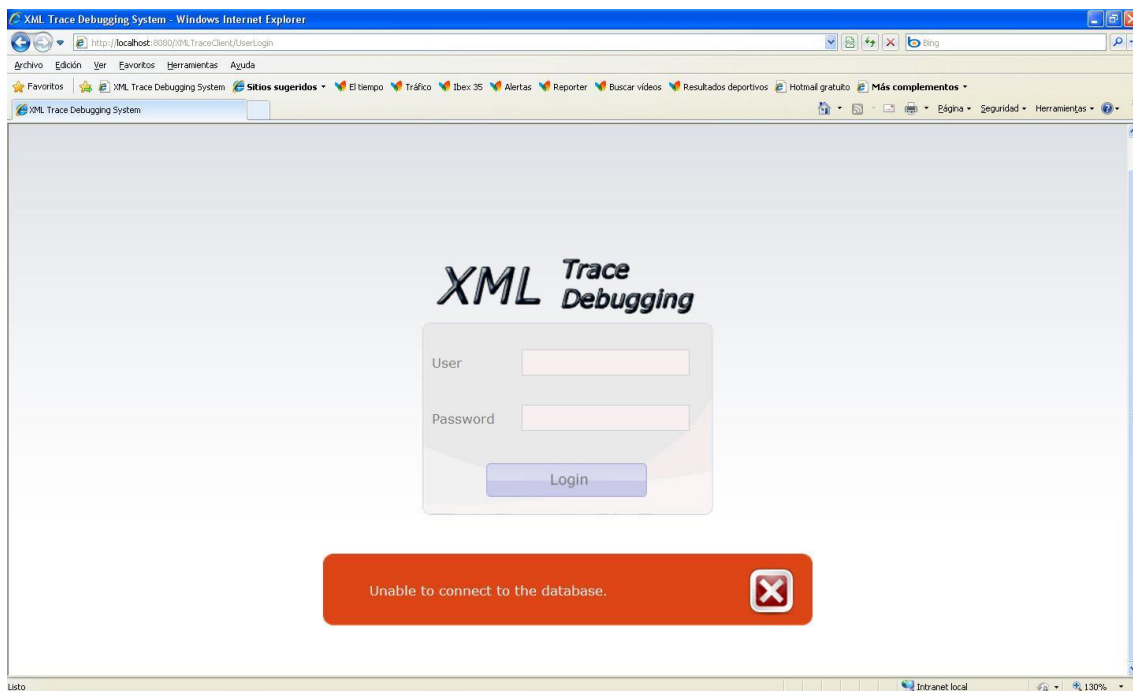 XML Trace Debugging System - Windows Internet Explorer
http://localhost:8080/XMLTraceClient/UserLogin
Bing
Archivo Edición Ver Favoritos Herramientas Ayuda
Favoritos XML Trace Debugging System Sitios sugeridos El tiempo Tráfico Ibex 35 Alertas Reporter Buscar vídeos Resultados deportivos Hotmail gratuito Más complementos
XML Trace Debugging System
Página Seguridad Herramientas
XML Trace Debugging
User
Password
Login
Unable to connect to the database.
Listo
Intranet local
130%